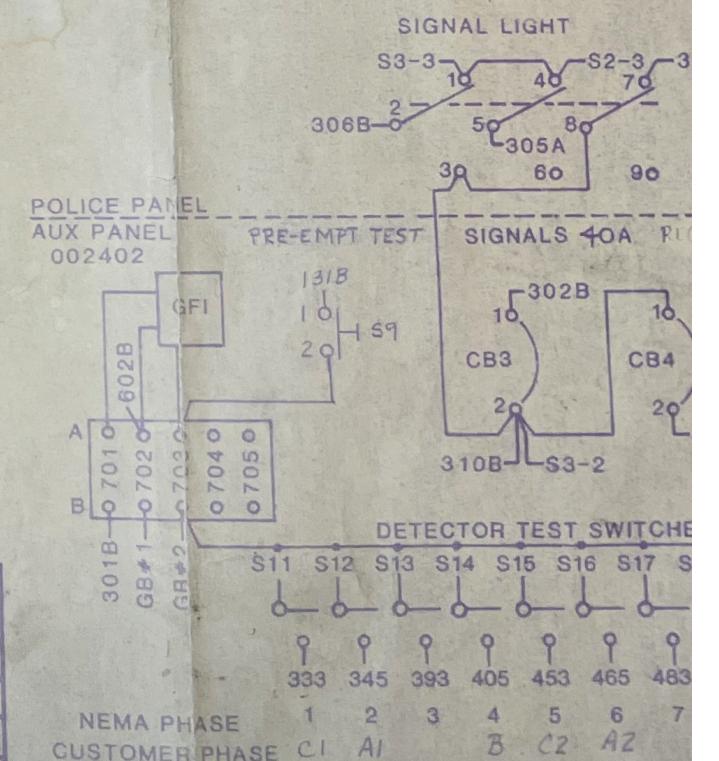 SIGNAL LIGHT
S3-3 S2-3 3
1 4 7
2
306B 5 8
305A
3 6 9
POLICE PANEL
AUX PANEL PRE-EMPT TEST SIGNALS 40A
002402
131B
GFI 302B
1 1 1
S9
602B 2 CB3 CB4
2 2
A
701 702 703 704 705
310B S3-2
B
DETECTOR TEST SWITCHE
301B GB#1 GB#2
S11 S12 S13 S14 S15 S16 S17 S
333 345 393 405 453 465 483
NEMA PHASE 1 2 3 4 5 6 7
CUSTOMER PHASE C1 A1 B C2 A2